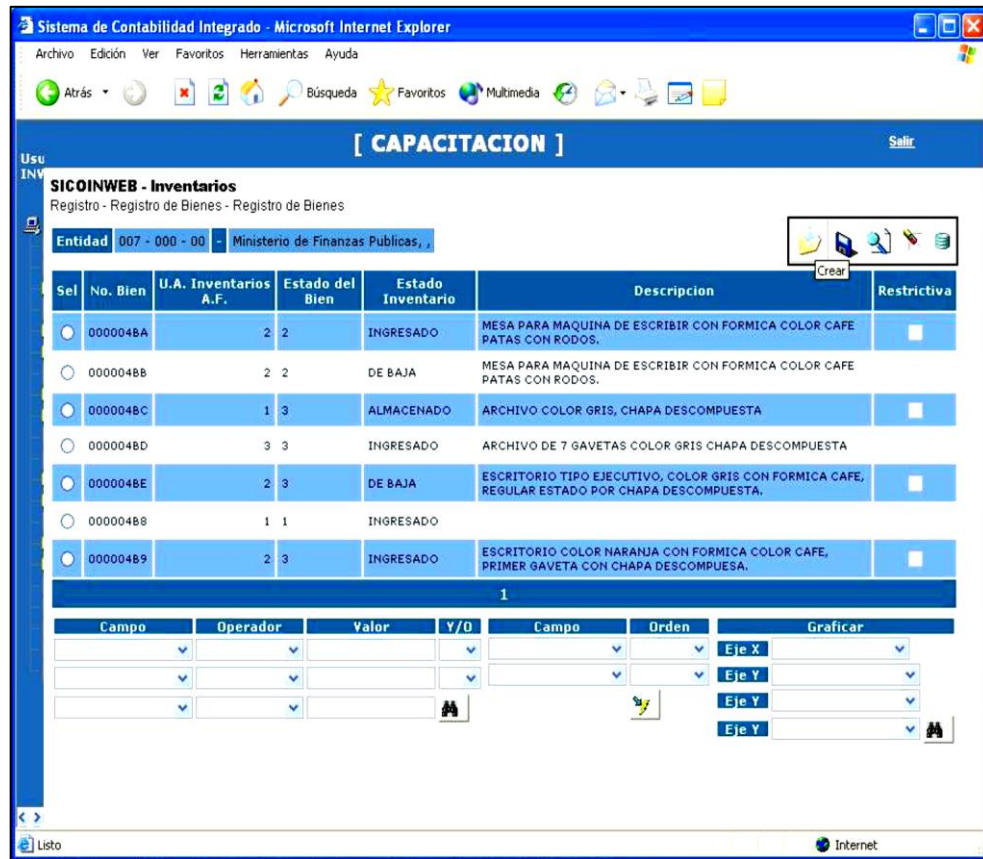 Sistema de Contabilidad Integrado - Microsoft Internet Explorer
Archivo Edición Ver Favoritos Herramientas Ayuda
Atrás Búsqueda Favoritos Multimedia
[ CAPACITACION ] Salir
Usu
INV
SICOINWEB - Inventarios
Registro - Registro de Bienes - Registro de Bienes
Entidad 007 - 000 - 00 - Ministerio de Finanzas Publicas, ,
Crear
Sel No. Bien U.A. Inventarios A.F. Estado del Bien Estado Inventario Descripcion Restrictiva
000004BA 2 2 INGRESADO MESA PARA MAQUINA DE ESCRIBIR CON FORMICA COLOR CAFE
PATAS CON RODOS.
000004BB 2 2 DE BAJA MESA PARA MAQUINA DE ESCRIBIR CON FORMICA COLOR CAFE
PATAS CON RODOS.
000004BC 1 3 ALMACENADO ARCHIVO COLOR GRIS, CHAPA DESCOMPUESTA
000004BD 3 3 INGRESADO ARCHIVO DE 7 GAVETAS COLOR GRIS CHAPA DESCOMPUESTA
000004BE 2 3 DE BAJA ESCRITORIO TIPO EJECUTIVO, COLOR GRIS CON FORMICA CAFE,
REGULAR ESTADO POR CHAPA DESCOMPUESTA.
000004B8 1 1 INGRESADO
000004B9 2 3 INGRESADO ESCRITORIO COLOR NARANJA CON FORMICA COLOR CAFE,
PRIMER GAVETA CON CHAPA DESCOMPUESA.
1
Campo Operador Valor Y/O Campo Orden Graficar
Eje X
Eje Y
Eje Y
Eje Y
Listo Internet